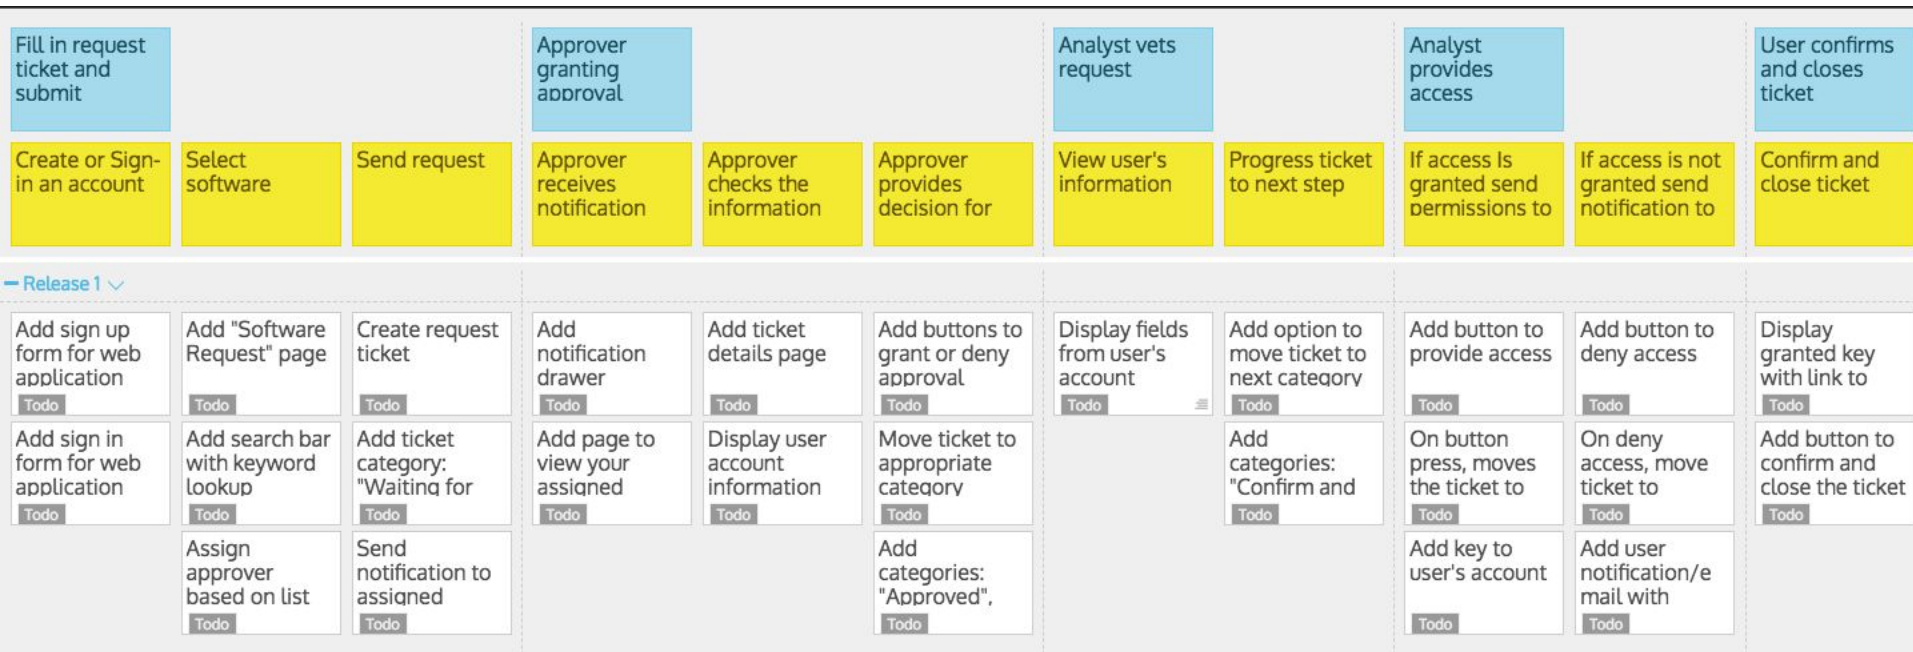 Fill in request
ticket and
submit
Approver
granting
approval
Analyst vets
request
Analyst
provides
access
User confirms
and closes
ticket
Create or Sign-
in an account
Select
software
Send request
Approver
receives
notification
Approver
checks the
information
Approver
provides
decision for
View user's
information
Progress ticket
to next step
If access Is
granted send
permissions to
If access is not
granted send
notification to
Confirm and
close ticket
Release 1
Add sign up
form for web
application
Todo
Add "Software
Request" page
Todo
Create request
ticket
Todo
Add
notification
drawer
Todo
Add ticket
details page
Todo
Add buttons to
grant or deny
approval
Todo
Display fields
from user's
account
Todo
Add option to
move ticket to
next category
Todo
Add button to
provide access
Todo
Add button to
deny access
Todo
Display
granted key
with link to
Todo
Add sign in
form for web
application
Todo
Add search bar
with keyword
lookup
Todo
Add ticket
category:
"Waiting for
Todo
Add page to
view your
assigned
Todo
Display user
account
information
Todo
Move ticket to
appropriate
category
Todo
Add
categories:
"Confirm and
Todo
On button
press, moves
the ticket to
Todo
On deny
access, move
ticket to
Todo
Add button to
confirm and
close the ticket
Todo
Assign
approver
based on list
Todo
Send
notification to
assigned
Todo
Add
categories:
"Approved",
Todo
Add key to
user's account
Todo
Add user
notification/e
mail with
Todo